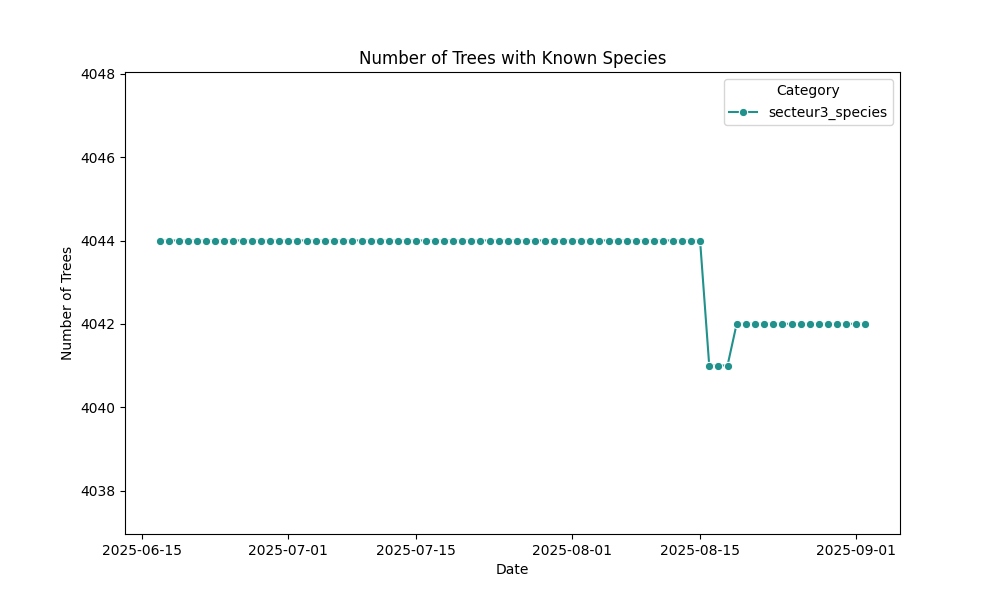 Number of Trees with Known Species
Category
secteur3_species
4048
4046
4044
4042
4040
4038
Number of Trees
2025-06-15
2025-07-01
2025-07-15
2025-08-01
2025-08-15
2025-09-01
Date